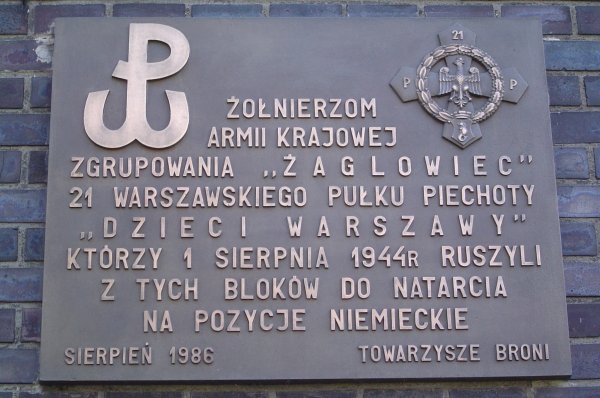 21
P P
ŻOŁNIERZOM
ARMII KRAJOWEJ
ZGRUPOWANIA „ŻAGLOWIEC”
21 WARSZAWSKIEGO PUŁKU PIECHOTY
„DZIECI WARSZAWY”
KTÓRZY 1 SIERPNIA 1944R RUSZYLI
Z TYCH BLOKÓW DO NATARCIA
NA POZYCJE NIEMIECKIE
SIERPIEŃ 1986 TOWARZYSZE BRONI